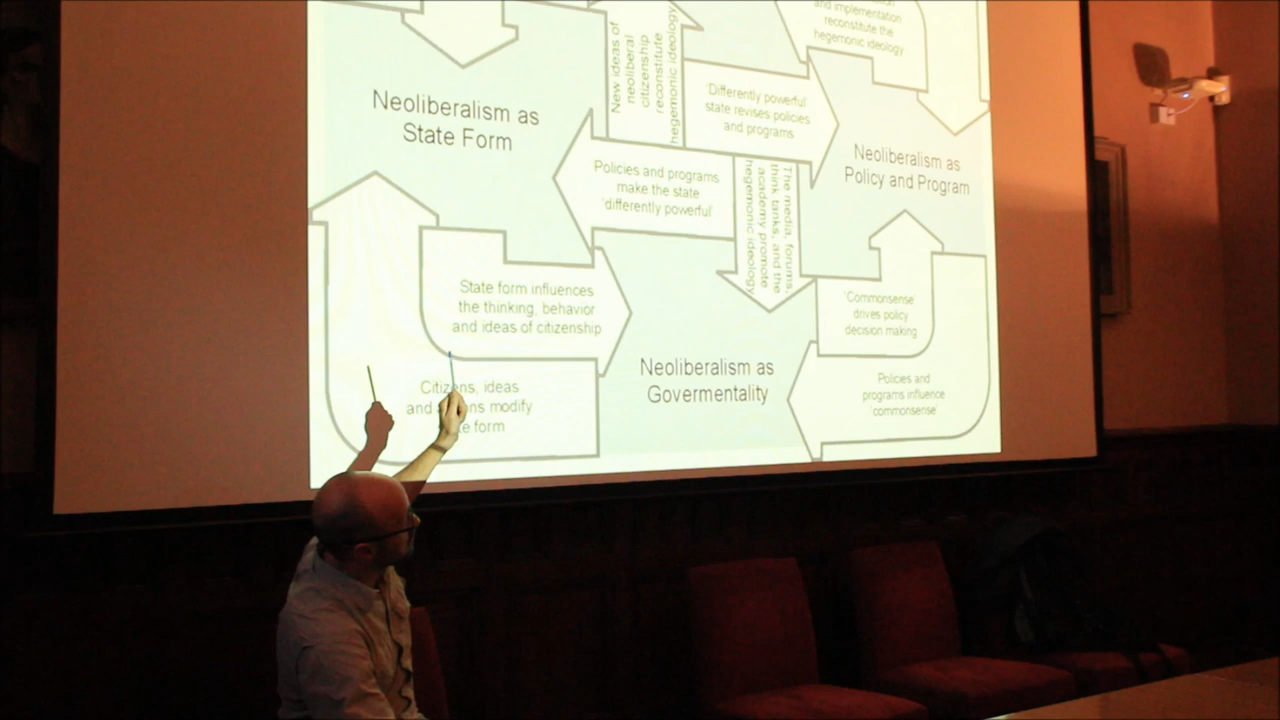 and implementation
reconstitute the
hegemonic ideology
New ideas of
neoliberal
citizenship
reconstitute
hegemonic ideology
'Differently powerful'
state revises policies
and programs
Neoliberalism as
State Form
Neoliberalism as
Policy and Program
Policies and programs
make the state
'differently powerful'
The media, forums,
think tanks, and the
academy promote
hegemonic ideology
State form influences
the thinking, behavior
and ideas of citizenship
'Commonsense'
drives policy
decision making
Neoliberalism as
Govermentality
Citizens, ideas
and modify
form
Policies and
programs influence
'commonsense'